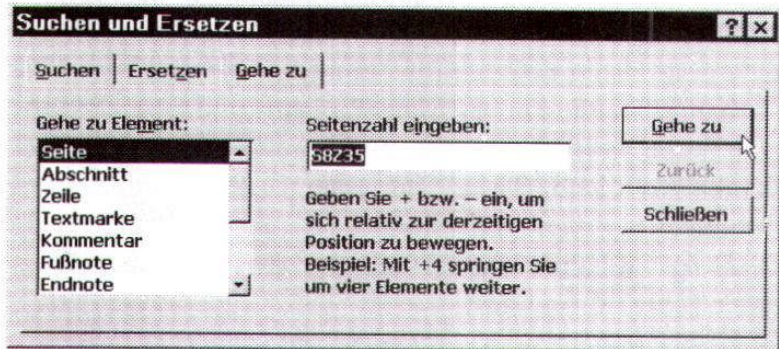 Suchen und Ersetzen
? ×
Suchen Ersetzen Gehe zu
Gehe zu Element:
Seite
Abschnitt
Zeile
Textmarke
Kommentar
Fußnote
Endnote
Seitenzahl eingeben:
S8Z35
Geben Sie + bzw. – ein, um
sich relativ zur derzeitigen
Position zu bewegen.
Beispiel: Mit +4 springen Sie
um vier Elemente weiter.
Gehe zu
Zurück
Schließen